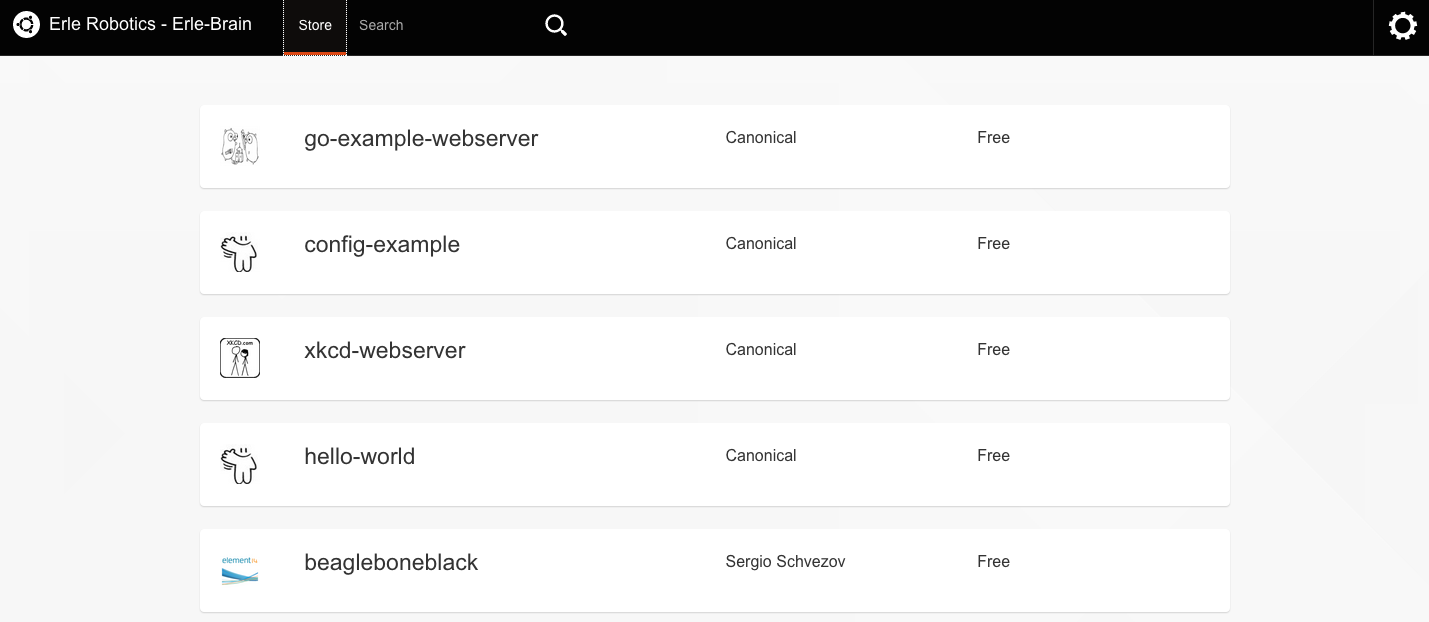 Erle Robotics - Erle-Brain Store Search
go-example-webserver Canonical Free
config-example Canonical Free
XKCD.com
xkcd-webserver Canonical Free
hello-world Canonical Free
element14
beagleboneblack Sergio Schvezov Free